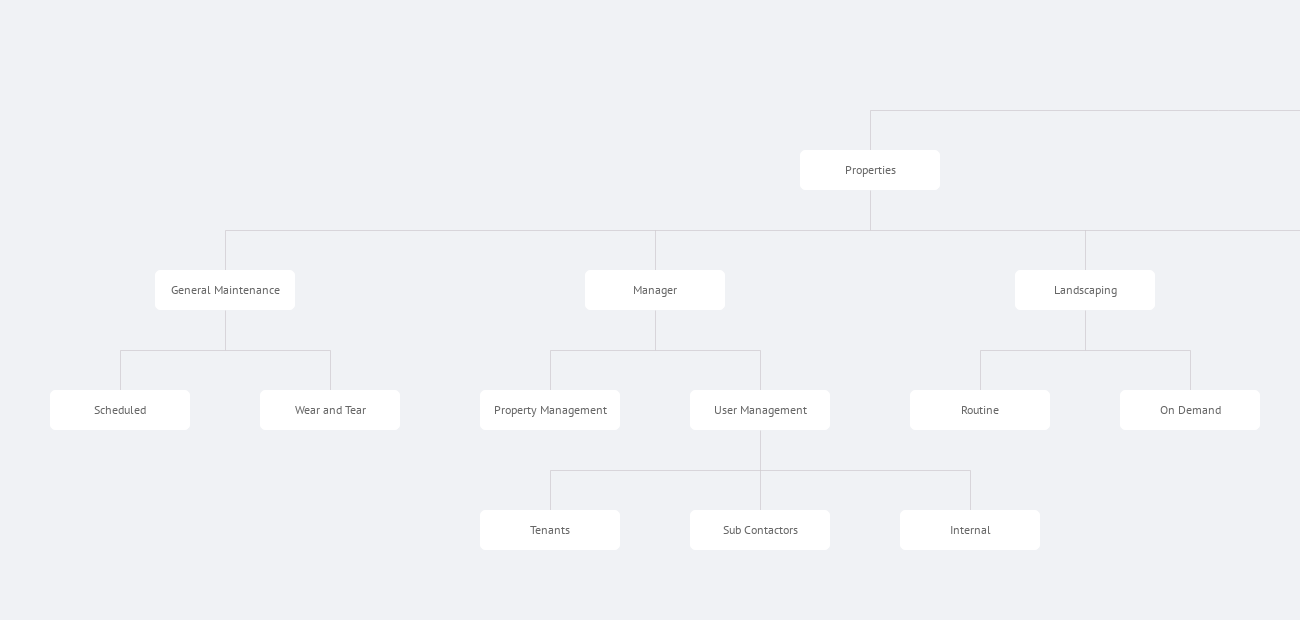 Properties
General Maintenance
Manager
Landscaping
Scheduled
Wear and Tear
Property Management
User Management
Routine
On Demand
Tenants
Sub Contactors
Internal